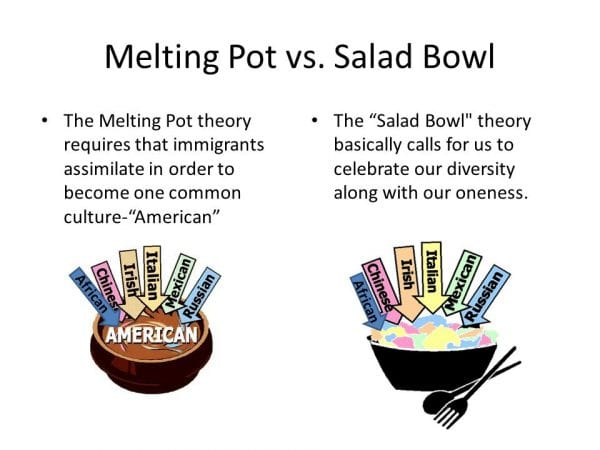 Melting Pot vs. Salad Bowl
• The Melting Pot theory
requires that immigrants
assimilate in order to
become one common
culture-“American”
• The “Salad Bowl" theory
basically calls for us to
celebrate our diversity
along with our oneness.
African
Chinese
Irish
Italian
Mexican
Russian
AMERICAN
African
Chinese
Irish
Italian
Mexican
Russian